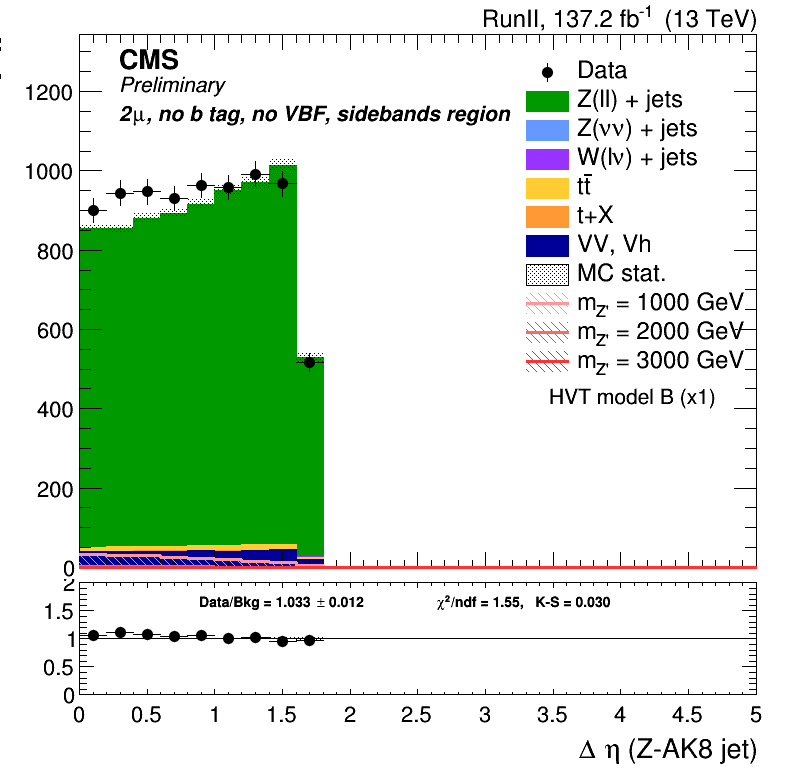 RunII, 137.2 fb⁻¹ (13 TeV)
CMS
Preliminary
2μ, no b tag, no VBF, sidebands region
Data
Z(ll) + jets
Z(νν) + jets
W(lν) + jets
tt̄
t+X
VV, Vh
MC stat.
m_Z' = 1000 GeV
m_Z' = 2000 GeV
m_Z' = 3000 GeV
HVT model B (x1)
1200
1000
800
600
400
200
0
Data/Bkg = 1.033 ± 0.012 χ²/ndf = 1.55, K-S = 0.030
2
1.5
1
0.5
0
0 0.5 1 1.5 2 2.5 3 3.5 4 4.5 5
Δ η (Z-AK8 jet)